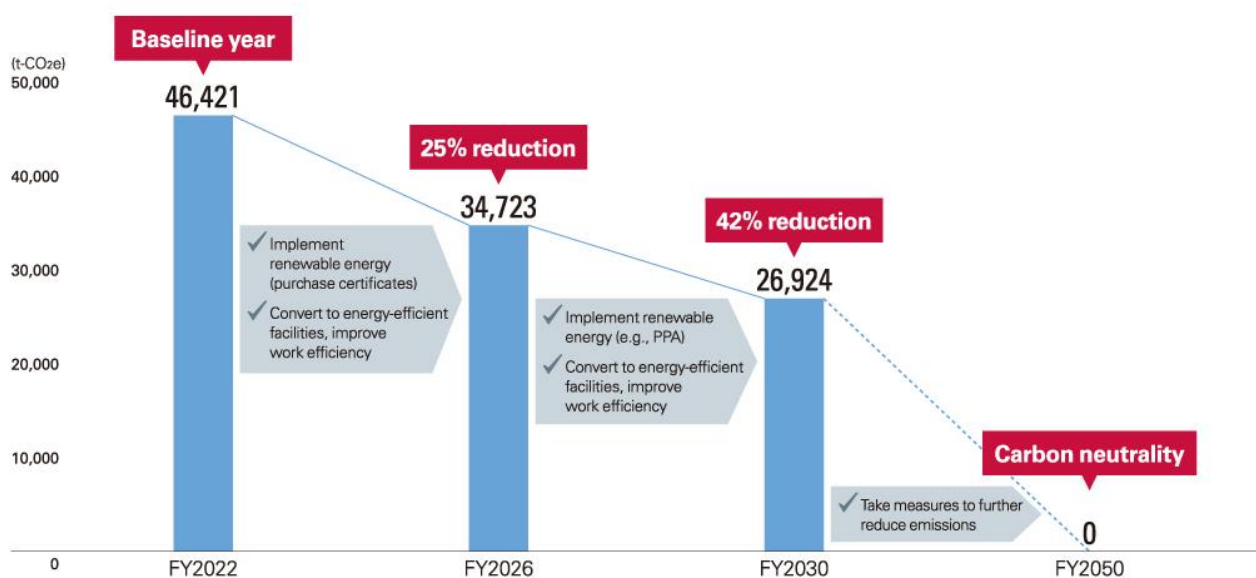 (t-CO2e)
50,000
40,000
30,000
20,000
10,000
0
Baseline year
46,421
25% reduction
34,723
42% reduction
26,924
Carbon neutrality
0
✓ Implement
renewable energy
(purchase certificates)
✓ Convert to energy-efficient
facilities, improve
work efficiency
✓ Implement renewable
energy (e.g., PPA)
✓ Convert to energy-efficient
facilities, improve
work efficiency
✓ Take measures to further
reduce emissions
FY2022
FY2026
FY2030
FY2050